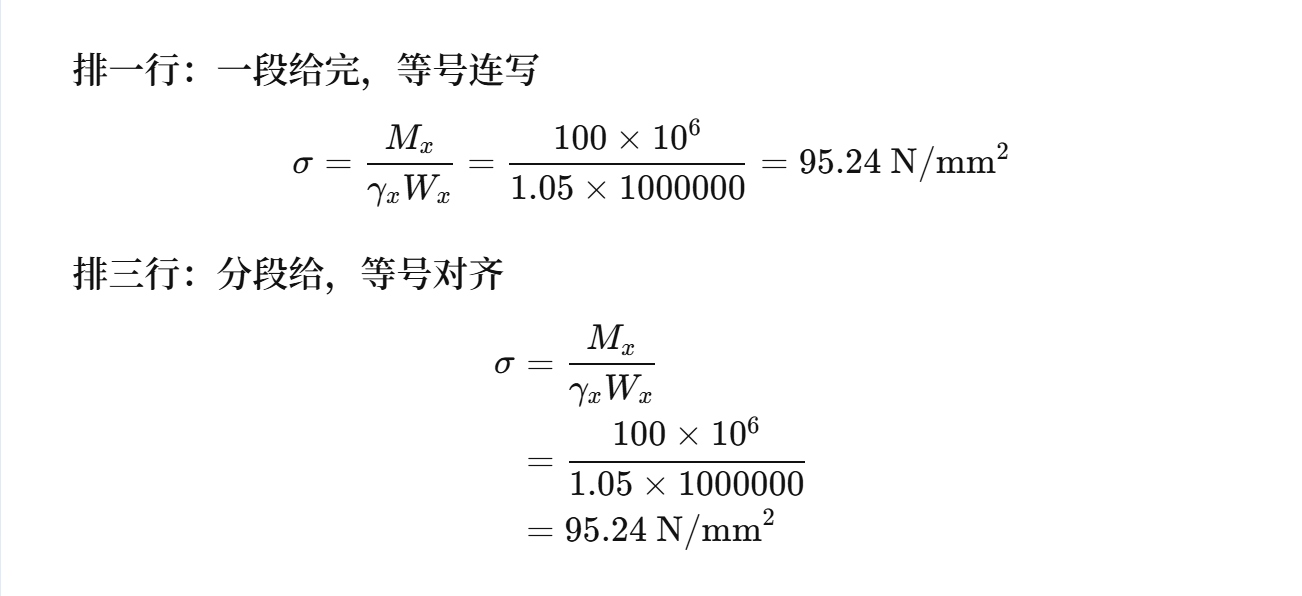 排一行：一段给完，等号连写
σ = M_x / γ_x W_x = 100 × 10^6 / 1.05 × 1000000 = 95.24 N/mm^2
排三行：分段给，等号对齐
σ = M_x / γ_x W_x
= 100 × 10^6 / 1.05 × 1000000
= 95.24 N/mm^2